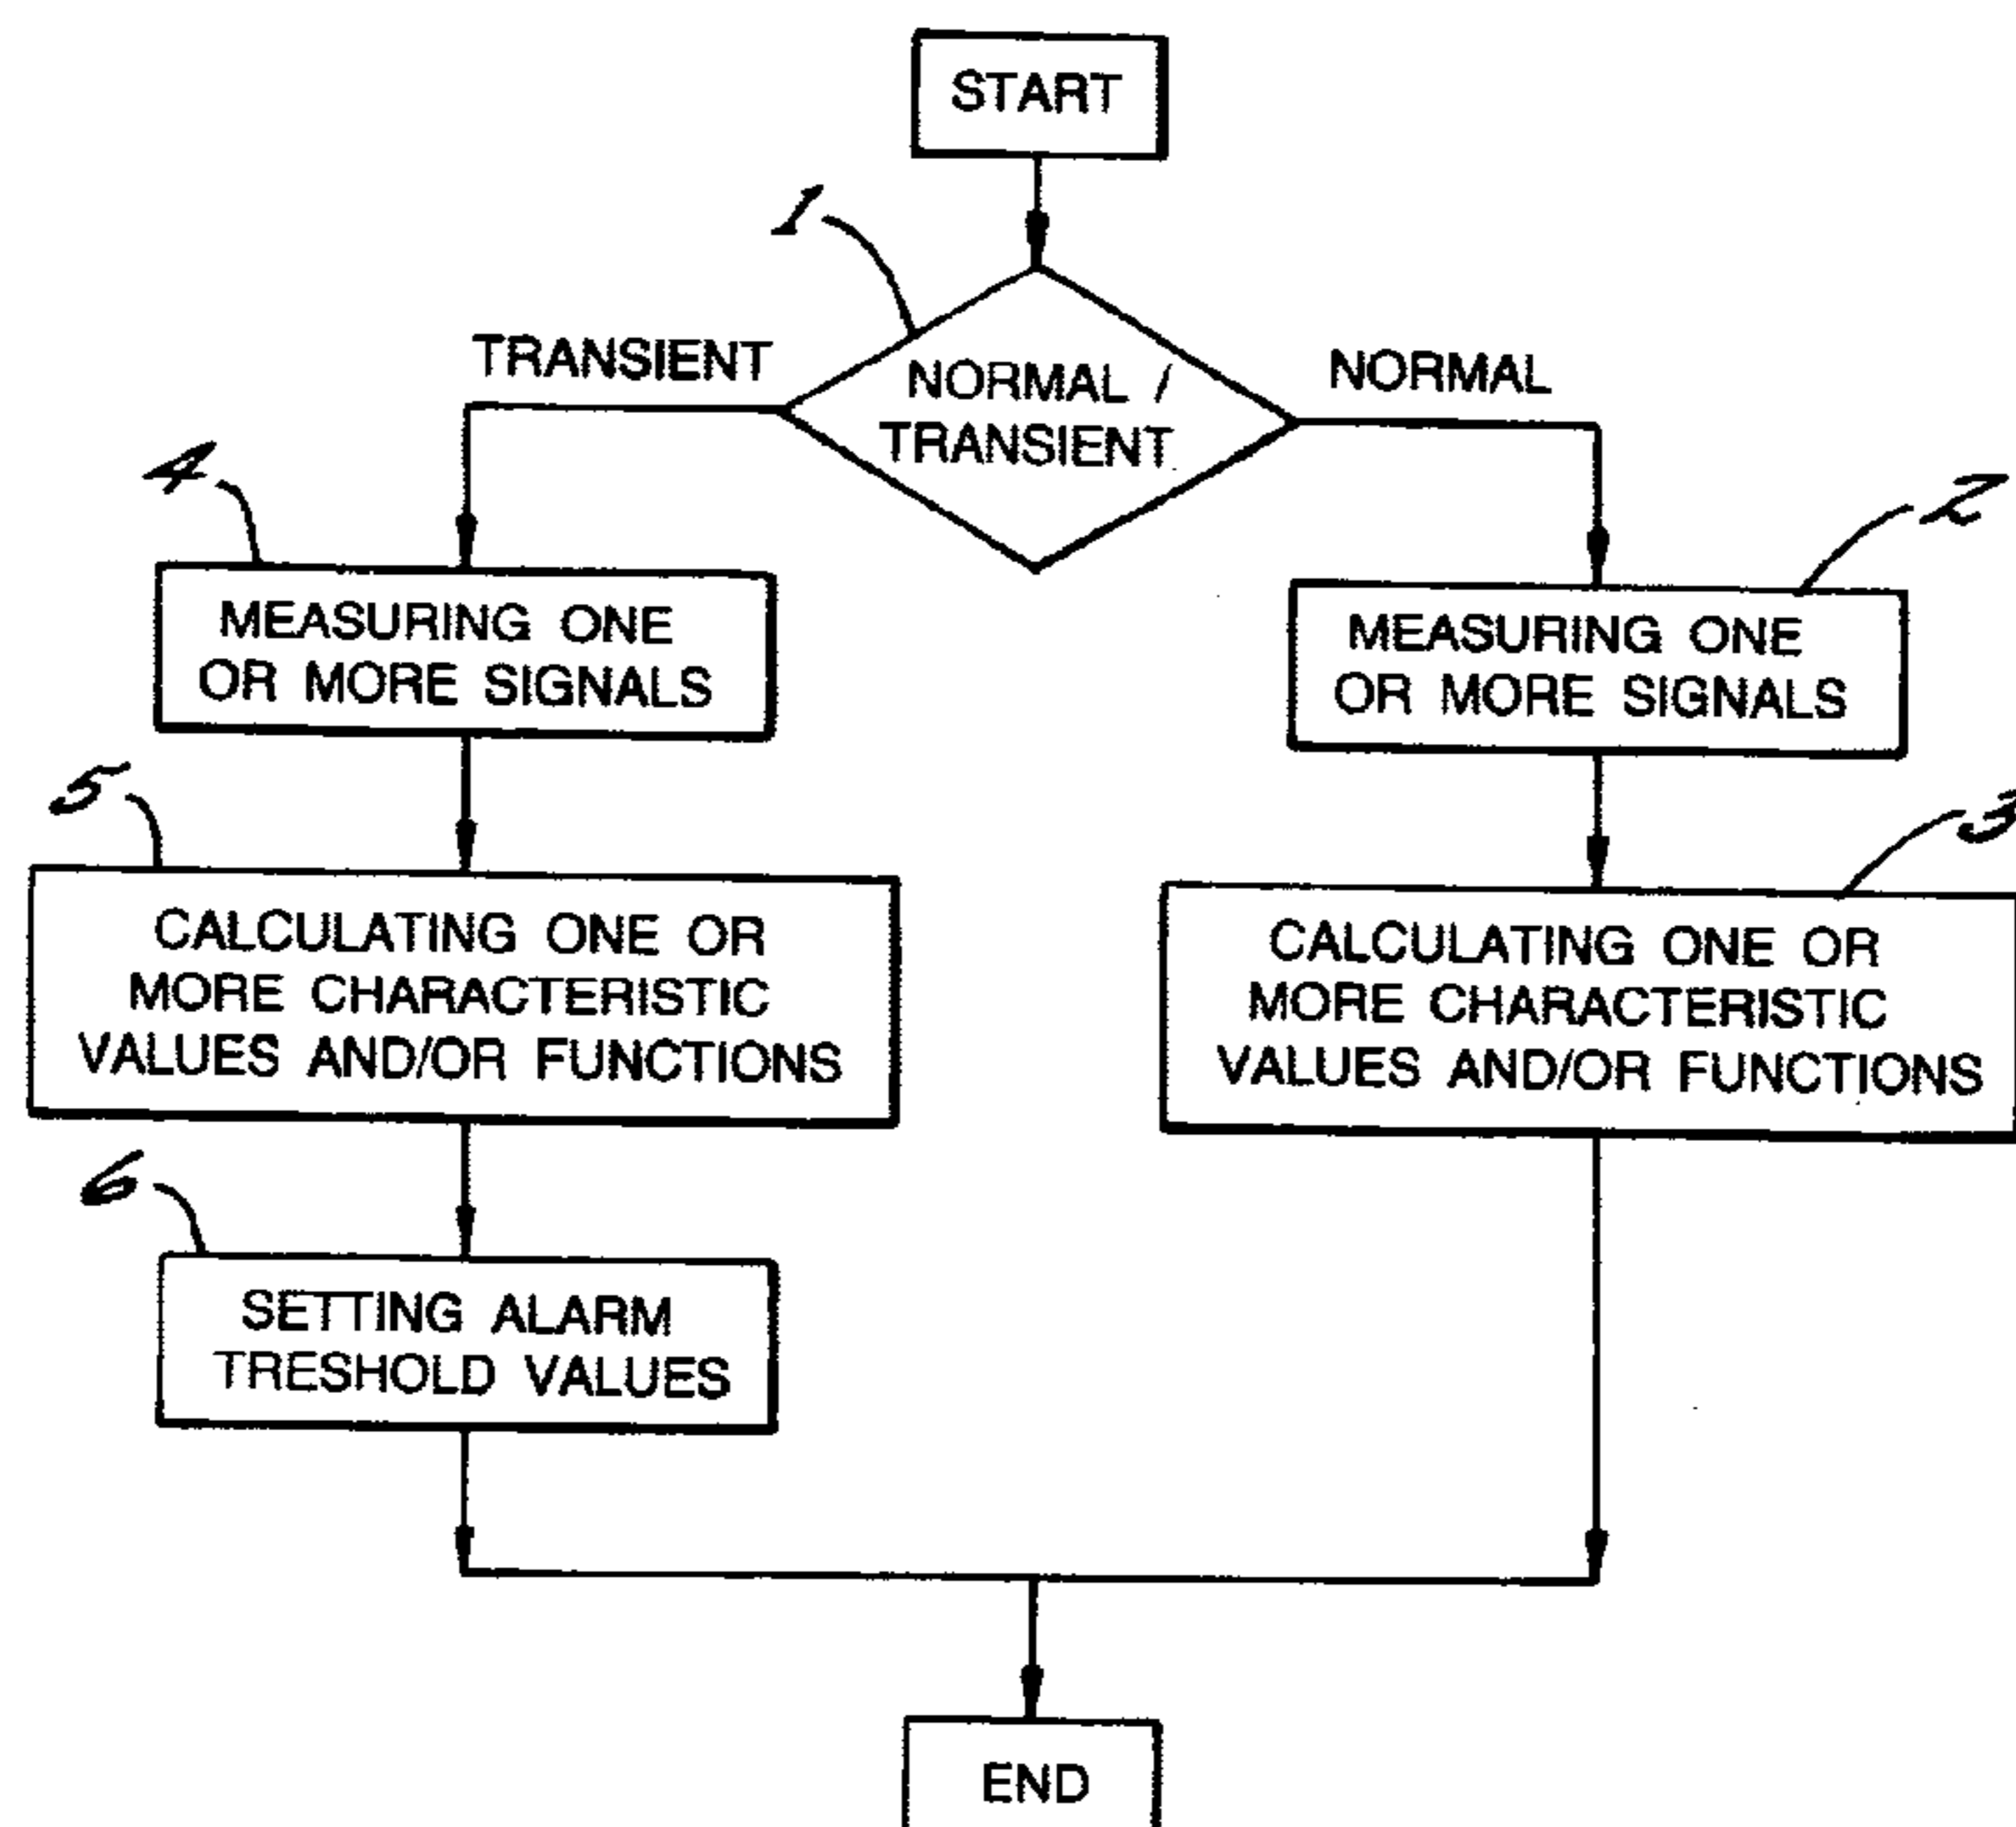 START
1
TRANSIENT
NORMAL /
TRANSIENT
NORMAL
4
2
MEASURING ONE
OR MORE SIGNALS
MEASURING ONE
OR MORE SIGNALS
5
3
CALCULATING ONE OR
MORE CHARACTERISTIC
VALUES AND/OR FUNCTIONS
CALCULATING ONE OR
MORE CHARACTERISTIC
VALUES AND/OR FUNCTIONS
6
SETTING ALARM
TRESHOLD VALUES
END